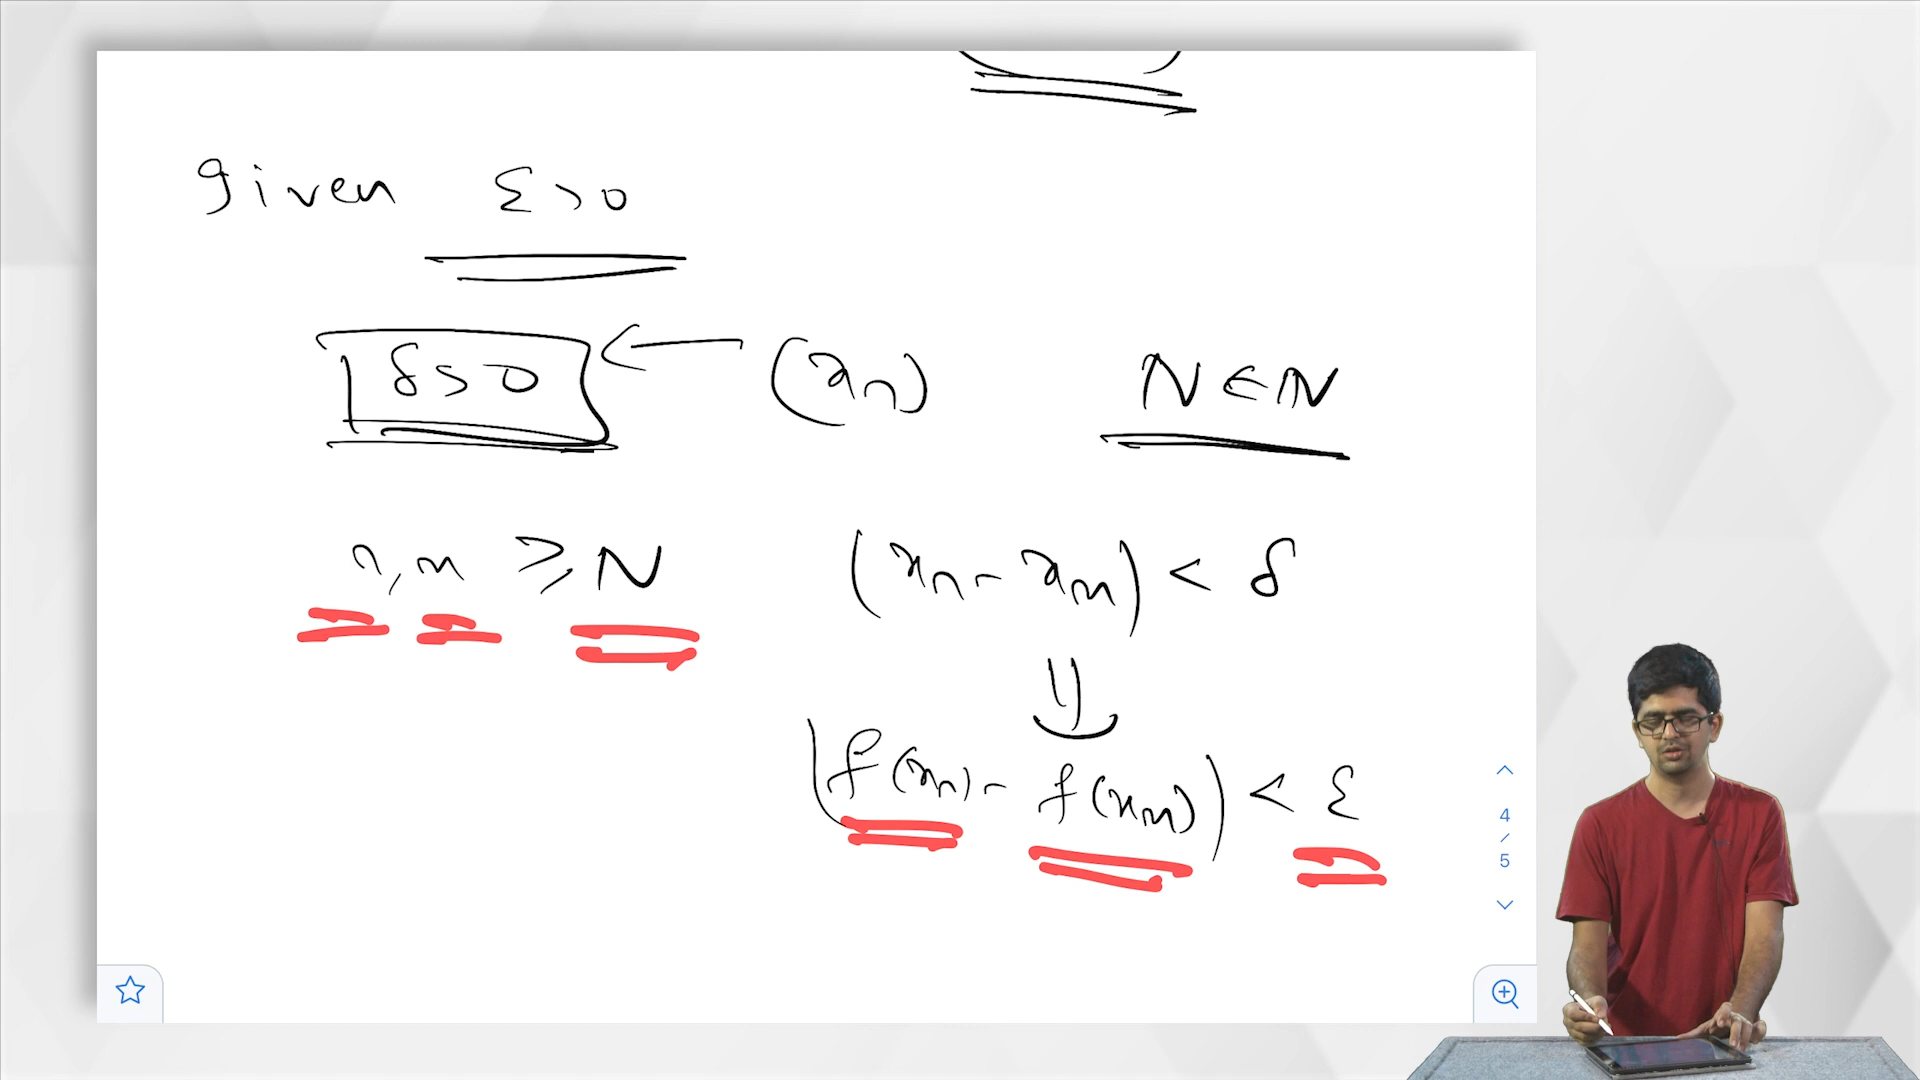 given ε > 0
δ > 0 ← (xₙ) N ∈ ℕ
n, m ≥ N |xₙ - xₘ| < δ
⇓
|f(xₙ) - f(xₘ)| < ε
4
/
5